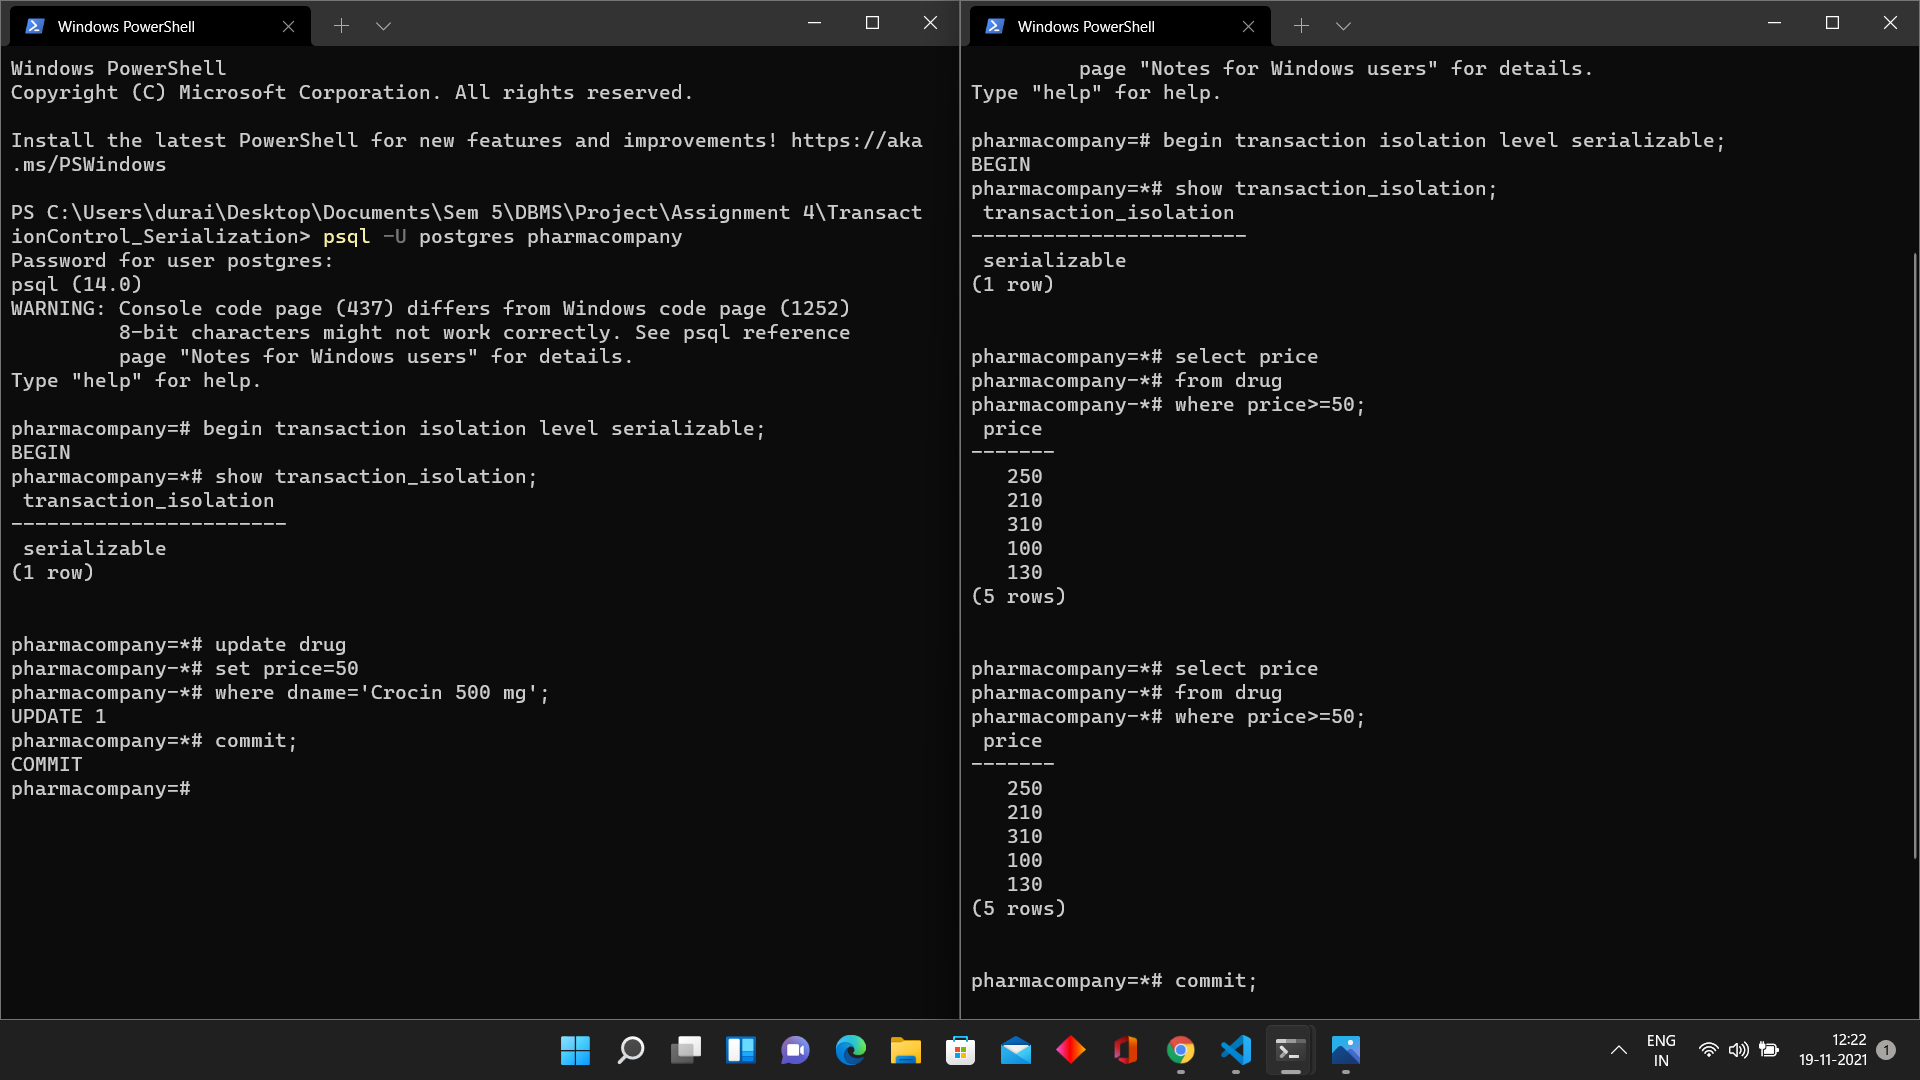 Windows PowerShell
Windows PowerShell
Copyright (C) Microsoft Corporation. All rights reserved.
Install the latest PowerShell for new features and improvements! https://aka
.ms/PSWindows
PS C:\Users\durai\Desktop\Documents\Sem 5\DBMS\Project\Assignment 4\Transact
ionControl_Serialization> psql -U postgres pharmacompany
Password for user postgres:
psql (14.0)
WARNING: Console code page (437) differs from Windows code page (1252)
         8-bit characters might not work correctly. See psql reference
         page "Notes for Windows users" for details.
Type "help" for help.
pharmacompany=# begin transaction isolation level serializable;
BEGIN
pharmacompany=*# show transaction_isolation;
 transaction_isolation
-----------------------
 serializable
(1 row)
pharmacompany=*# update drug
pharmacompany-*# set price=50
pharmacompany-*# where dname='Crocin 500 mg';
UPDATE 1
pharmacompany=*# commit;
COMMIT
pharmacompany=#
Windows PowerShell
         page "Notes for Windows users" for details.
Type "help" for help.
pharmacompany=# begin transaction isolation level serializable;
BEGIN
pharmacompany=*# show transaction_isolation;
 transaction_isolation
-----------------------
 serializable
(1 row)
pharmacompany=*# select price
pharmacompany-*# from drug
pharmacompany-*# where price>=50;
 price
-------
   250
   210
   310
   100
   130
(5 rows)
pharmacompany=*# select price
pharmacompany-*# from drug
pharmacompany-*# where price>=50;
 price
-------
   250
   210
   310
   100
   130
(5 rows)
pharmacompany=*# commit;
ENG
IN
12:22
19-11-2021
1